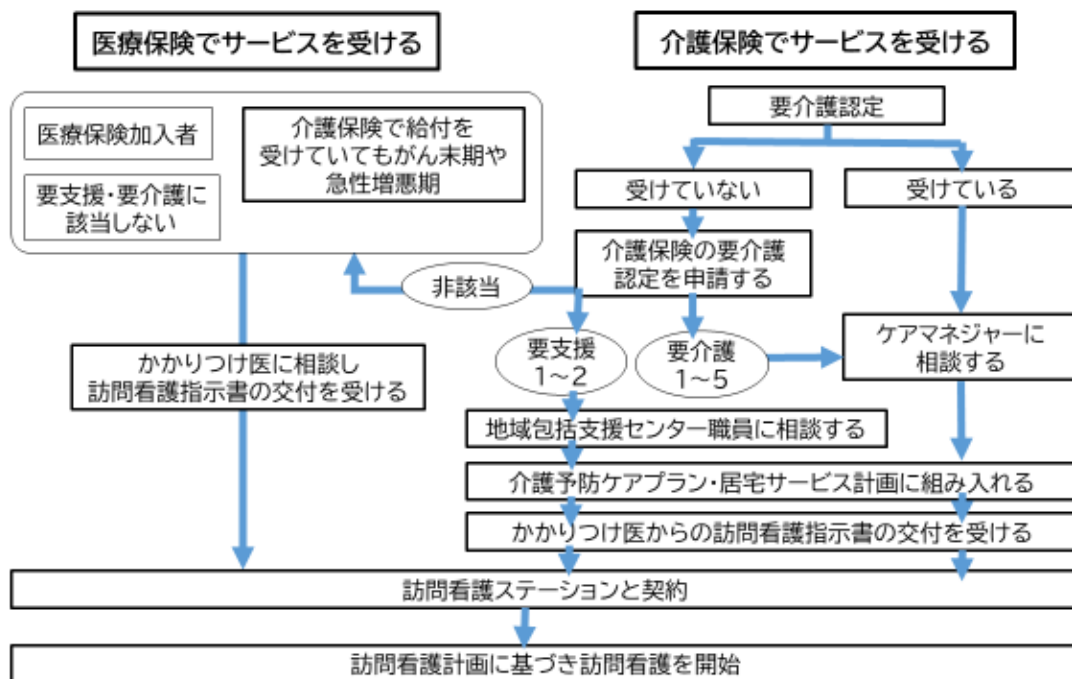 医療保険でサービスを受ける
介護保険でサービスを受ける
医療保険加入者
介護保険で給付を
受けていてもがん末期や
急性増悪期
要支援・要介護に
該当しない
要介護認定
受けていない
受けている
介護保険の要介護
認定を申請する
非該当
要支援
1～2
要介護
1～5
ケアマネジャーに
相談する
かかりつけ医に相談し
訪問看護指示書の交付を受ける
地域包括支援センター職員に相談する
介護予防ケアプラン・居宅サービス計画に組み入れる
かかりつけ医からの訪問看護指示書の交付を受ける
訪問看護ステーションと契約
訪問看護計画に基づき訪問看護を開始